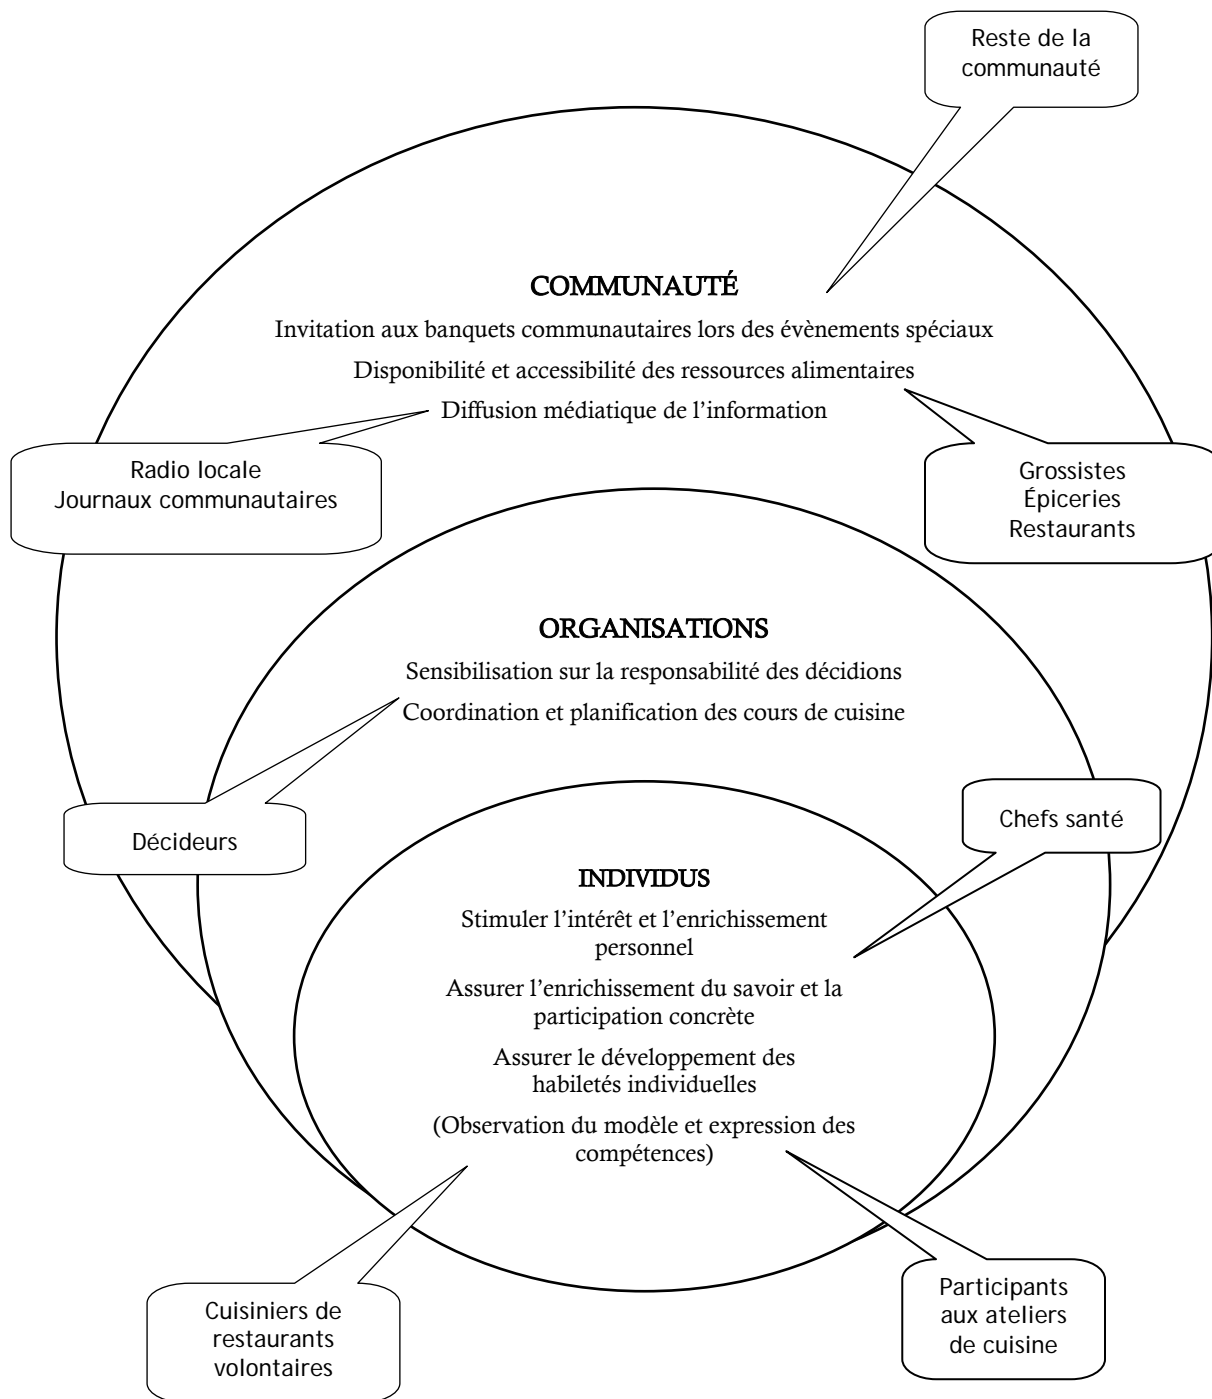 Reste de la
communauté
COMMUNAUTÉ
Invitation aux banquets communautaires lors des évènements spéciaux
Disponibilité et accessibilité des ressources alimentaires
Diffusion médiatique de l'information
Radio locale
Journaux communautaires
Grossistes
Épiceries
Restaurants
ORGANISATIONS
Sensibilisation sur la responsabilité des décidions
Coordination et planification des cours de cuisine
Décideurs
Chefs santé
INDIVIDUS
Stimuler l'intérêt et l'enrichissement
personnel
Assurer l'enrichissement du savoir et la
participation concrète
Assurer le développement des
habiletés individuelles
(Observation du modèle et expression des
compétences)
Cuisiniers de
restaurants
volontaires
Participants
aux ateliers
de cuisine